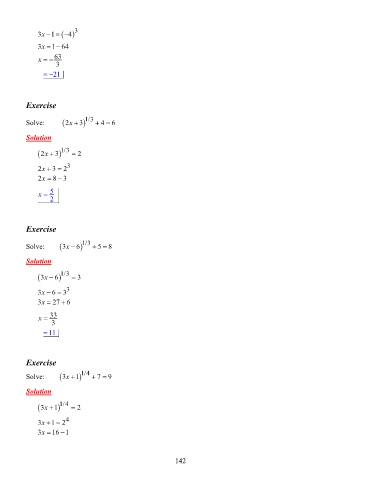 3x − 1 = (−4)^3
3x = 1 − 64
x = − 63/3
= −21
Exercise
Solve: (2x + 3)^1/3 + 4 = 6
Solution
(2x + 3)^1/3 = 2
2x + 3 = 2^3
2x = 8 − 3
x = 5/2
Exercise
Solve: (3x − 6)^1/3 + 5 = 8
Solution
(3x − 6)^1/3 = 3
3x − 6 = 3^3
3x = 27 + 6
x = 33/3
= 11
Exercise
Solve: (3x + 1)^1/4 + 7 = 9
Solution
(3x + 1)^1/4 = 2
3x + 1 = 2^4
3x = 16 − 1
142